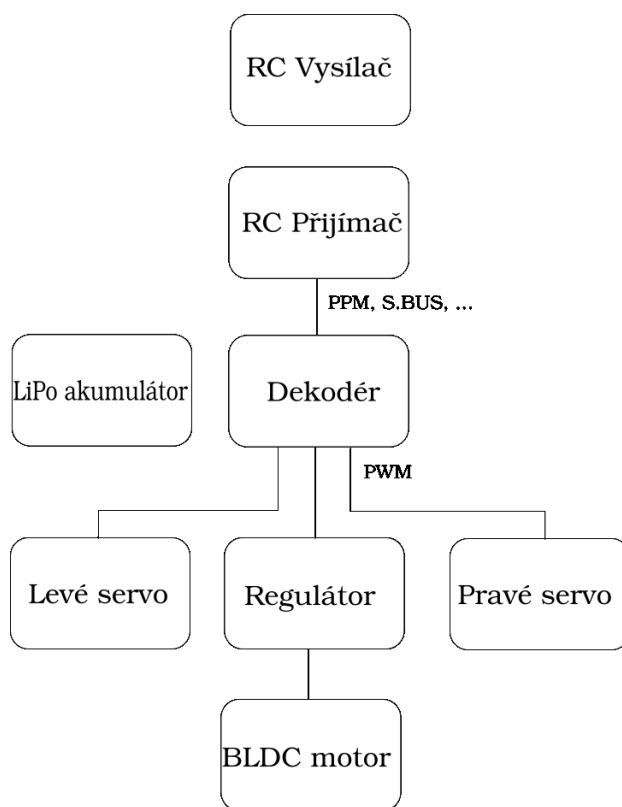 RC Vysílač
RC Přijímač
PPM, S.BUS, ...
LiPo akumulátor
Dekodér
PWM
Levé servo
Regulátor
Pravé servo
BLDC motor